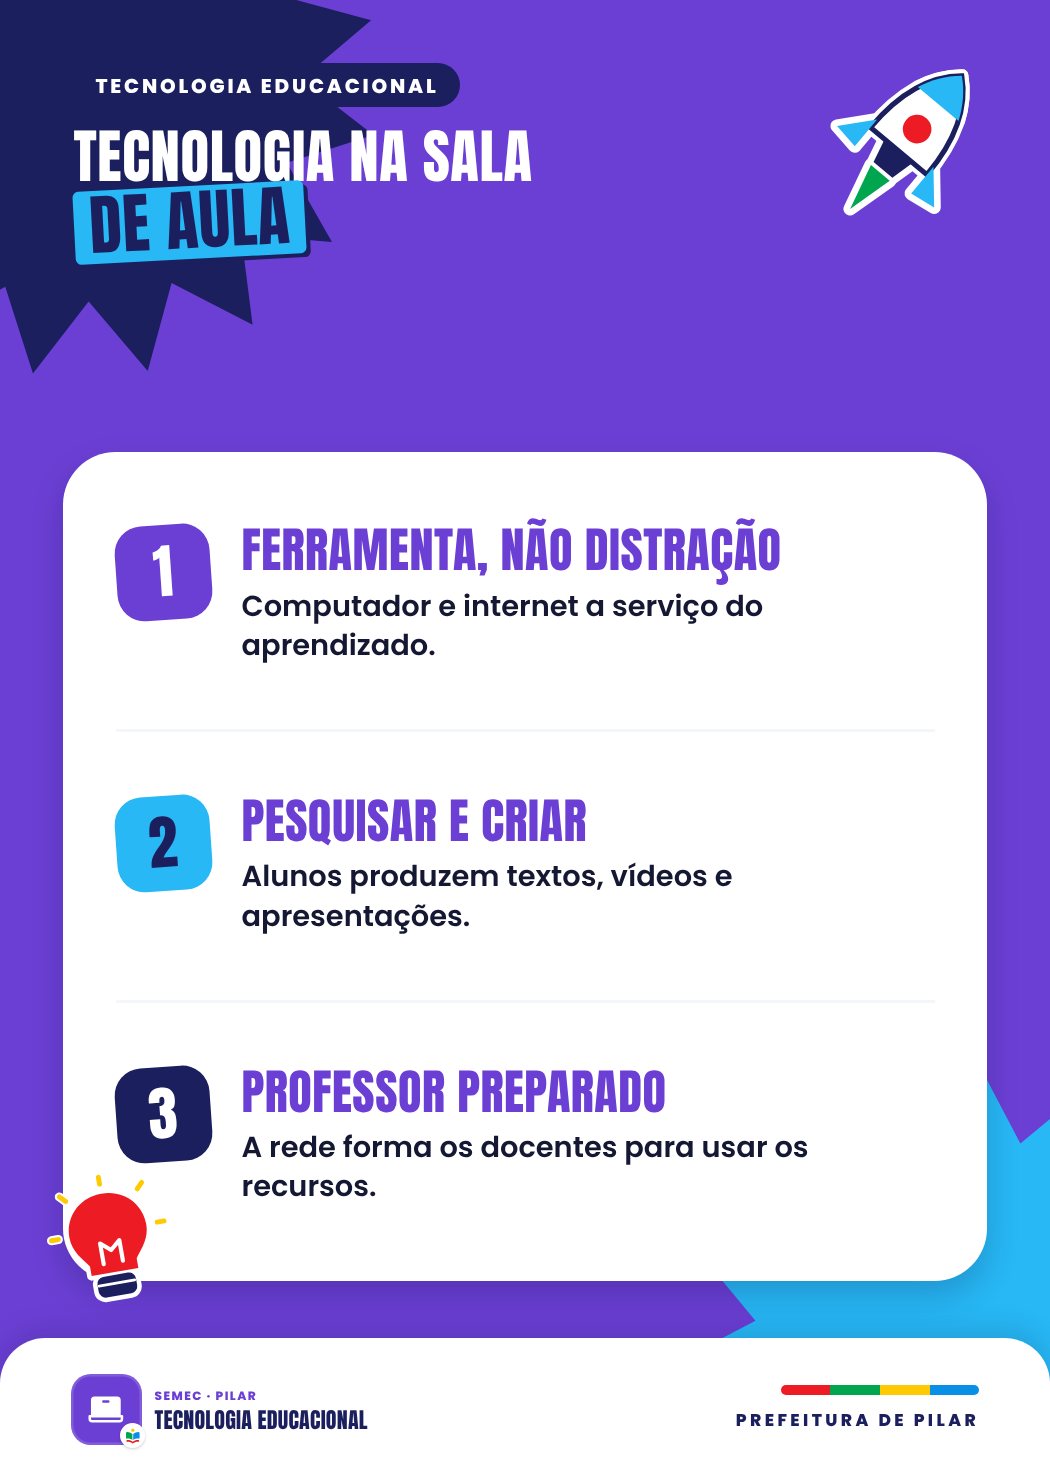 TECNOLOGIA EDUCACIONAL
TECNOLOGIA NA SALA
DE AULA
1
FERRAMENTA, NÃO DISTRAÇÃO
Computador e internet a serviço do
aprendizado.
2
PESQUISAR E CRIAR
Alunos produzem textos, vídeos e
apresentações.
3
PROFESSOR PREPARADO
A rede forma os docentes para usar os
recursos.
SEMEC · PILAR
TECNOLOGIA EDUCACIONAL
PREFEITURA DE PILAR